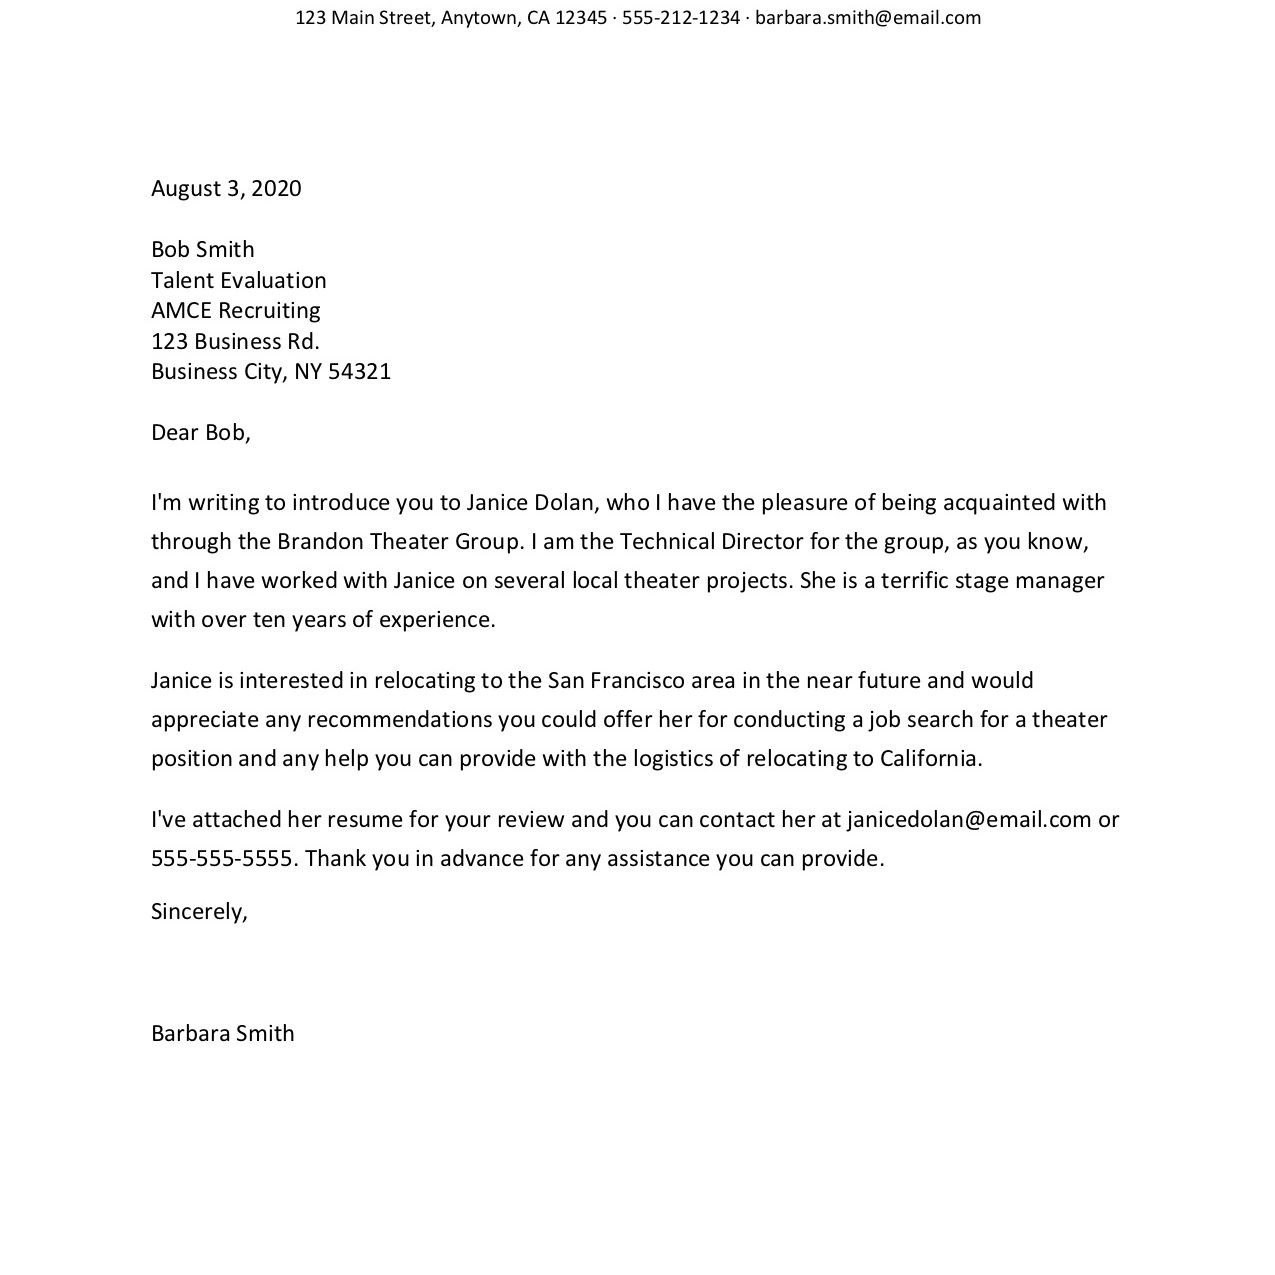 123 Main Street, Anytown, CA 12345 · 555-212-1234 · barbara.smith@email.com
August 3, 2020
Bob Smith
Talent Evaluation
AMCE Recruiting
123 Business Rd.
Business City, NY 54321
Dear Bob,
I'm writing to introduce you to Janice Dolan, who I have the pleasure of being acquainted with
through the Brandon Theater Group. I am the Technical Director for the group, as you know,
and I have worked with Janice on several local theater projects. She is a terrific stage manager
with over ten years of experience.
Janice is interested in relocating to the San Francisco area in the near future and would
appreciate any recommendations you could offer her for conducting a job search for a theater
position and any help you can provide with the logistics of relocating to California.
I've attached her resume for your review and you can contact her at janicedolan@email.com or
555-555-5555. Thank you in advance for any assistance you can provide.
Sincerely,
Barbara Smith